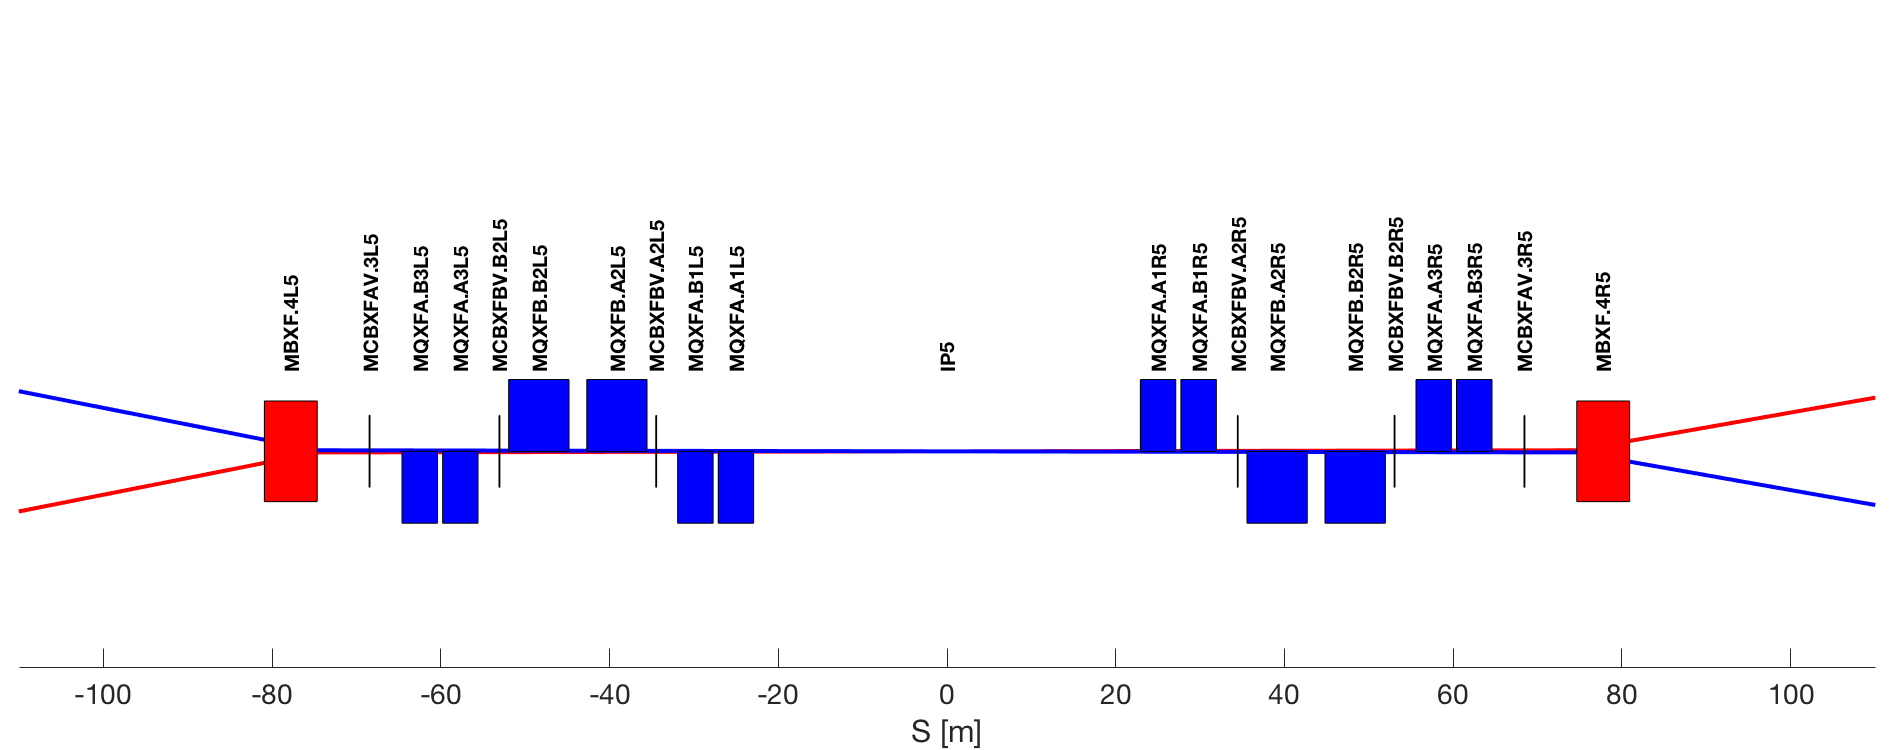 MBXF.4L5
MCBXFAV.3L5
MQXFA.B3L5
MQXFA.A3L5
MCBXFBV.B2L5
MQXFB.B2L5
MQXFB.A2L5
MCBXFBV.A2L5
MQXFA.B1L5
MQXFA.A1L5
IP5
MQXFA.A1R5
MQXFA.B1R5
MCBXFBV.A2R5
MQXFB.A2R5
MQXFB.B2R5
MCBXFBV.B2R5
MQXFA.A3R5
MQXFA.B3R5
MCBXFAV.3R5
MBXF.4R5
-100 -80 -60 -40 -20 0 20 40 60 80 100
S [m]